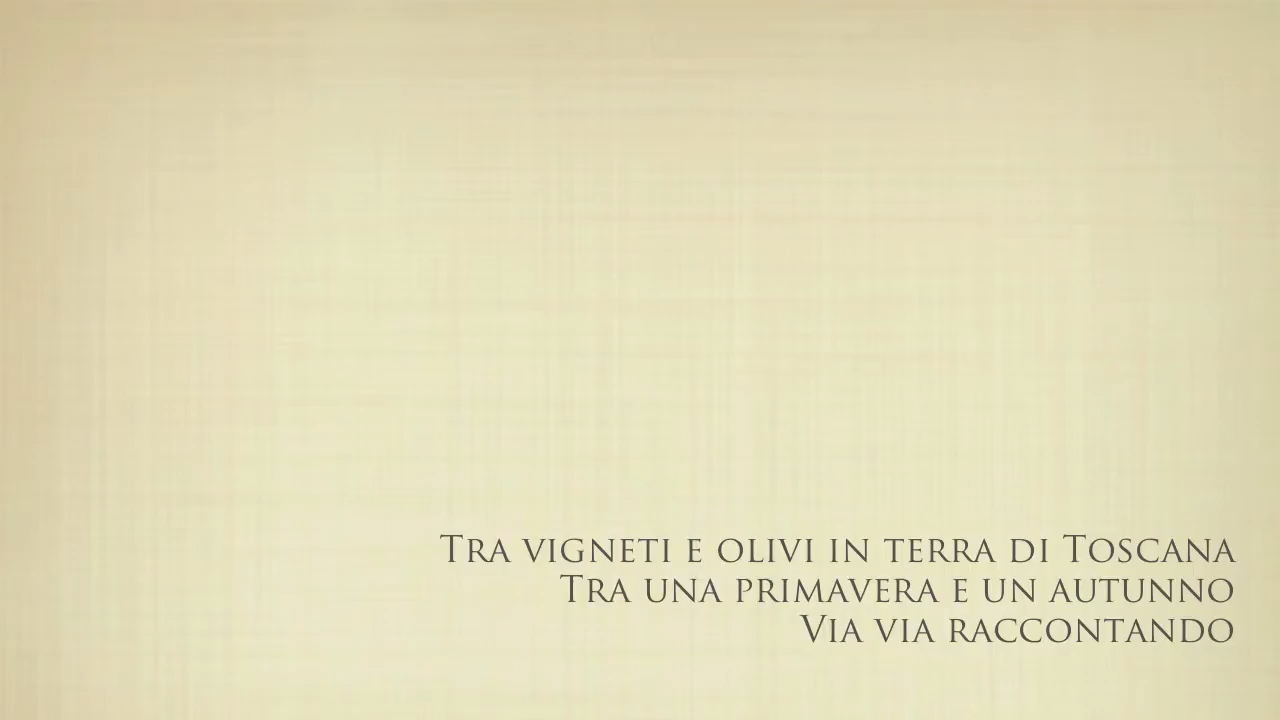 Tra vigneti e olivi in terra di Toscana
Tra una primavera e un autunno
Via via raccontando